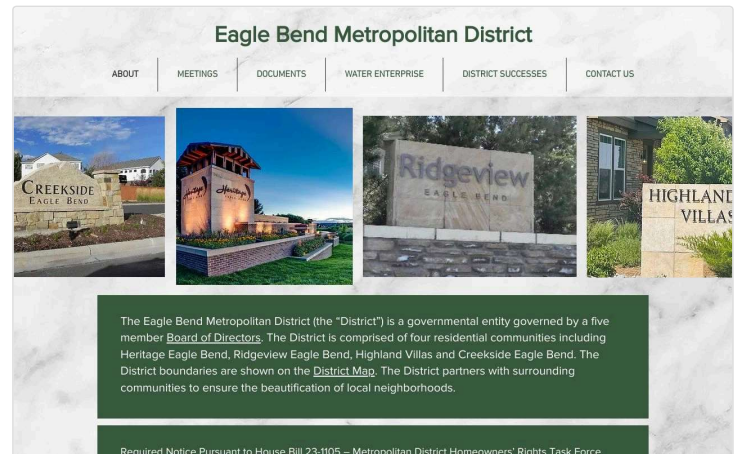 Eagle Bend Metropolitan District
ABOUT
MEETINGS
DOCUMENTS
WATER ENTERPRISE
DISTRICT SUCCESSES
CONTACT US
CREEKSIDE
EAGLE BEND
Heritage
Heritage
Ridgeview
EAGLE BEND
HIGHLAND
VILLAS
The Eagle Bend Metropolitan District (the “District”) is a governmental entity governed by a five
member Board of Directors. The District is comprised of four residential communities including
Heritage Eagle Bend, Ridgeview Eagle Bend, Highland Villas and Creekside Eagle Bend. The
District boundaries are shown on the District Map. The District partners with surrounding
communities to ensure the beautification of local neighborhoods.
Required Notice Pursuant to House Bill 23-1105 – Metropolitan District Homeowners' Rights Task Force